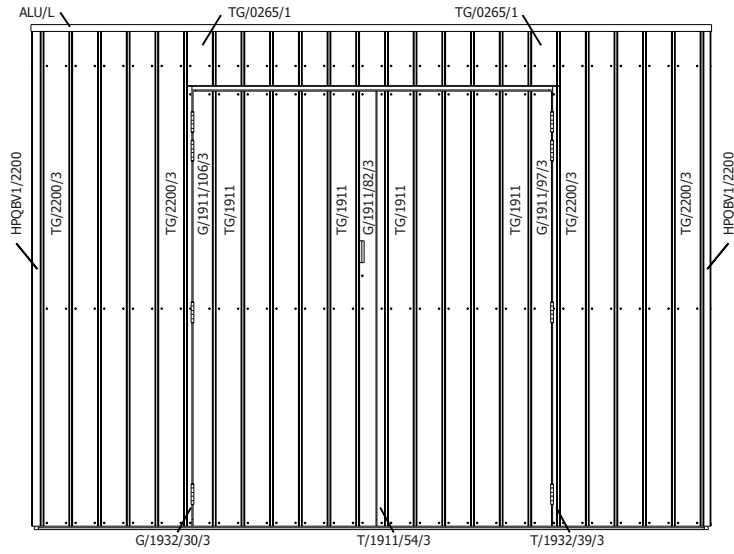 ALU/L
TG/0265/1
TG/0265/1
HPQBV1/2200
TG/2200/3
TG/2200/3
G/1911/106/3
TG/1911
TG/1911
G/1911/82/3
TG/1911
TG/1911
G/1911/97/3
TG/2200/3
TG/2200/3
HPQBV1/2200
G/1932/30/3
T/1911/54/3
T/1932/39/3